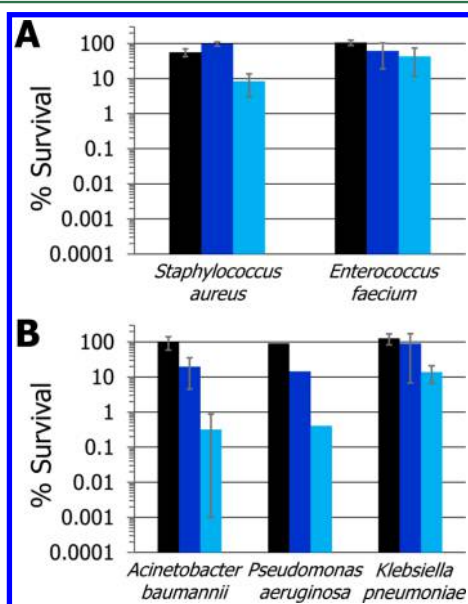 A
% Survival
100
10
1
0.1
0.01
0.001
0.0001
Staphylococcus
aureus
Enterococcus
faecium
B
% Survival
100
10
1
0.1
0.01
0.001
0.0001
Acinetobacter
baumannii
Pseudomonas
aeruginosa
Klebsiella
pneumoniae